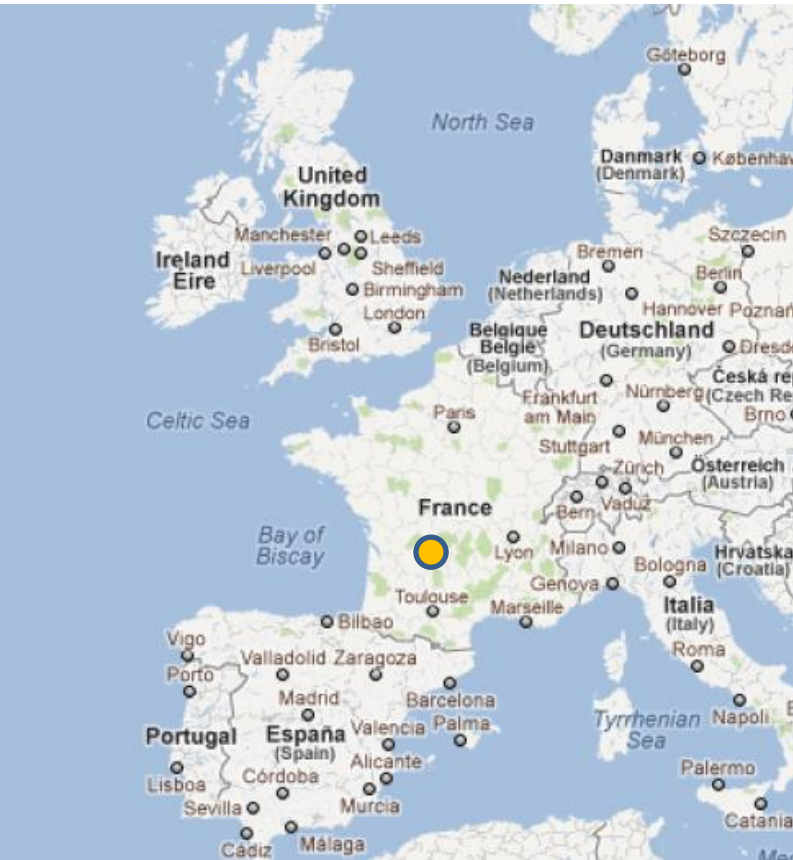 Göteborg
North Sea
Danmark
(Denmark)
Københav
United
Kingdom
Manchester
Leeds
Szczecin
Ireland
Éire
Liverpool
Sheffield
Bremen
Nederland
(Netherlands)
Berlin
Birmingham
Hannover
Poznań
London
Bristol
Belgique
België
(Belgium)
Deutschland
(Germany)
Dresd
Česká re
(Czech Re
Frankfurt
am Main
Nürnberg
Brno
Celtic Sea
Paris
Stuttgart
München
Zürich
Österreich
(Austria)
France
Bern
Vaduz
Bay of
Biscay
Lyon
Milano
Hrvatska
(Croatia)
Bologna
Genova
Toulouse
Marseille
Italia
(Italy)
Bilbao
Vigo
Roma
Valladolid
Zaragoza
Porto
Madrid
Barcelona
Portugal
España
(Spain)
Valencia
Palma
Tyrrhenian
Sea
Napoli
Alicante
Lisboa
Córdoba
Palermo
Sevilla
Murcia
Catania
Cádiz
Málaga